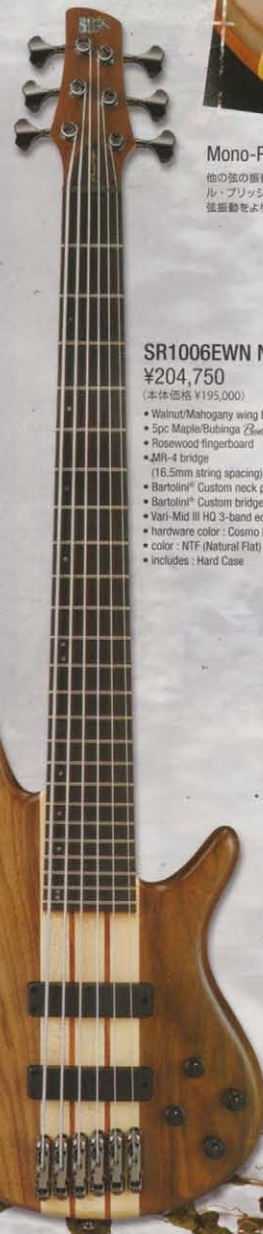 Mono-R
他の弦の振
ル・ブリッシ
弦振動をよ
SR1006EWN N
¥204,750
(本体価格 ¥195,000)
• Walnut/Mahogany wing
• 5pc Maple/Bubinga
• Rosewood fingerboard
• MR-4 bridge
(16.5mm string spacing)
• Bartolini® Custom neck
• Bartolini® Custom bridge
• Vari-Mid III HQ 3-band
• hardware color : Cosmo
• color : NTF (Natural Flat)
• includes : Hard Case